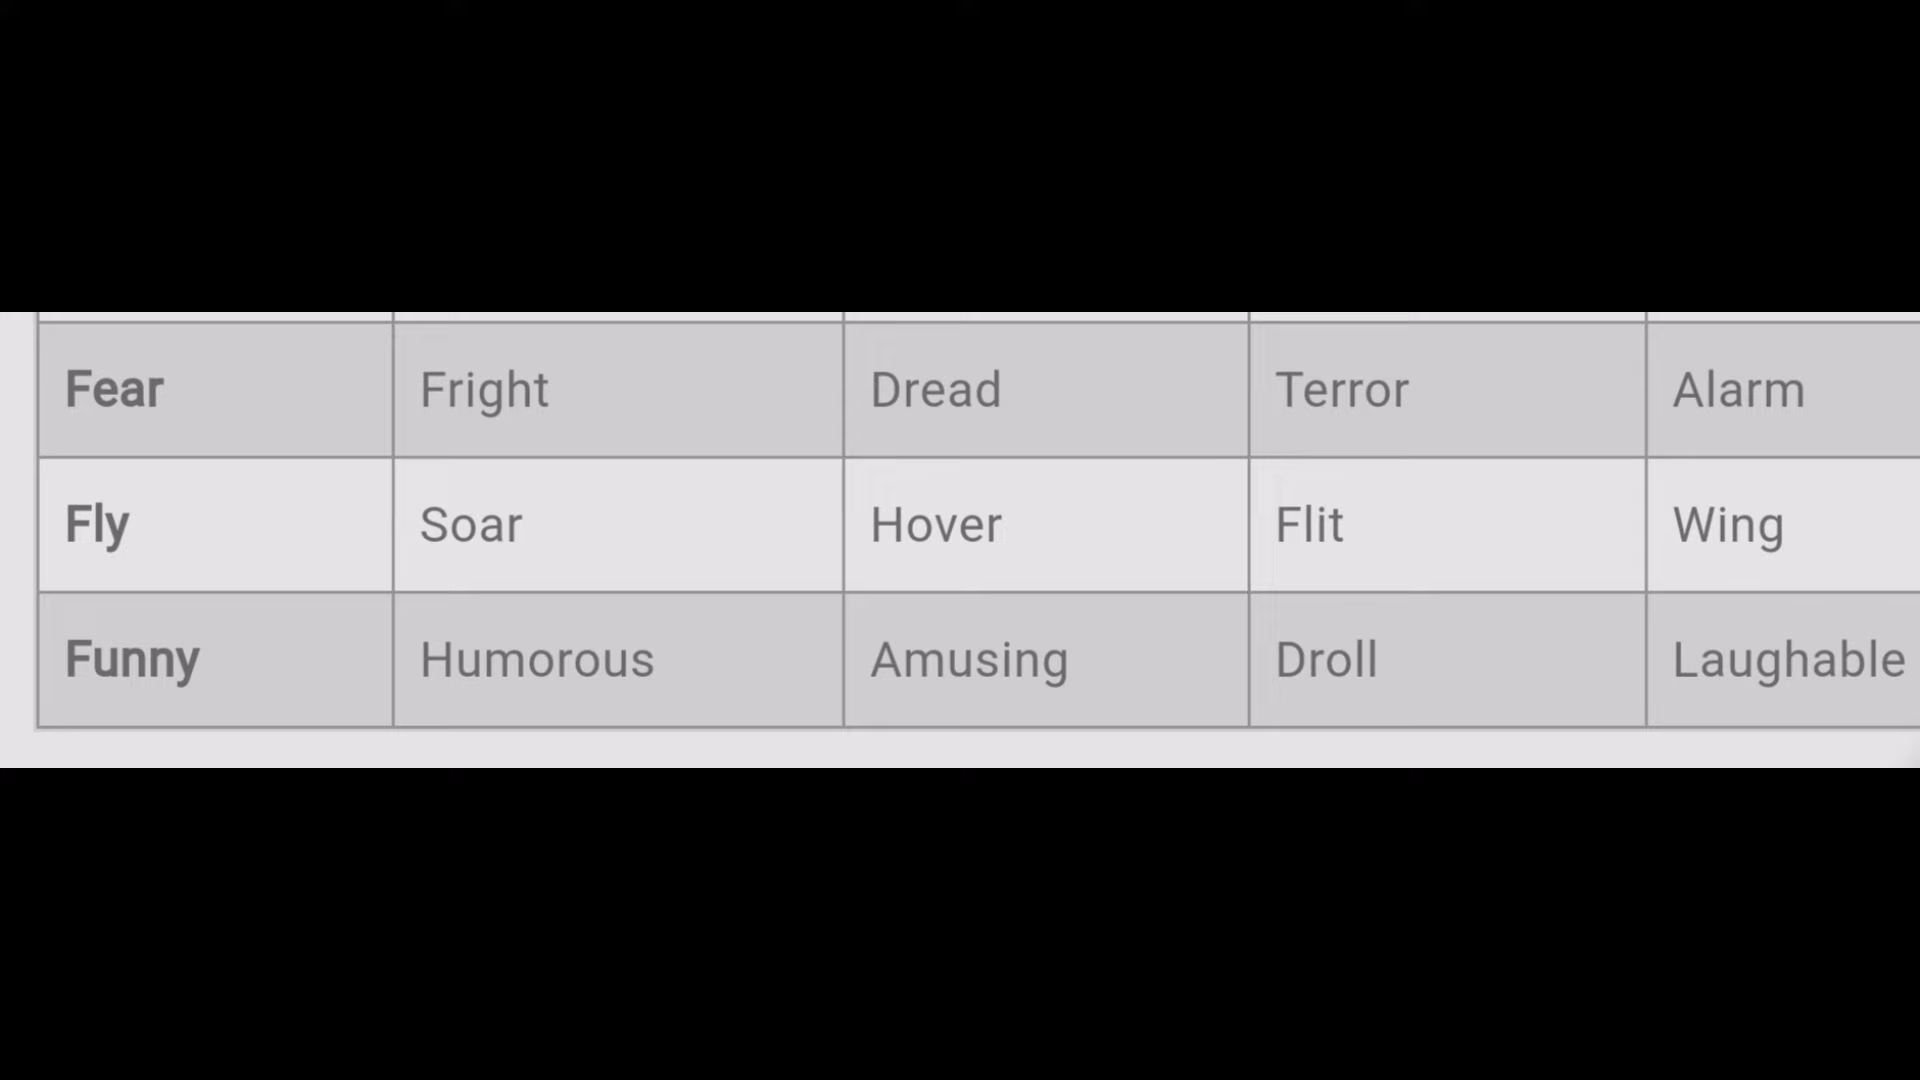 Fear Fright Dread Terror Alarm
Fly Soar Hover Flit Wing
Funny Humorous Amusing Droll Laughable